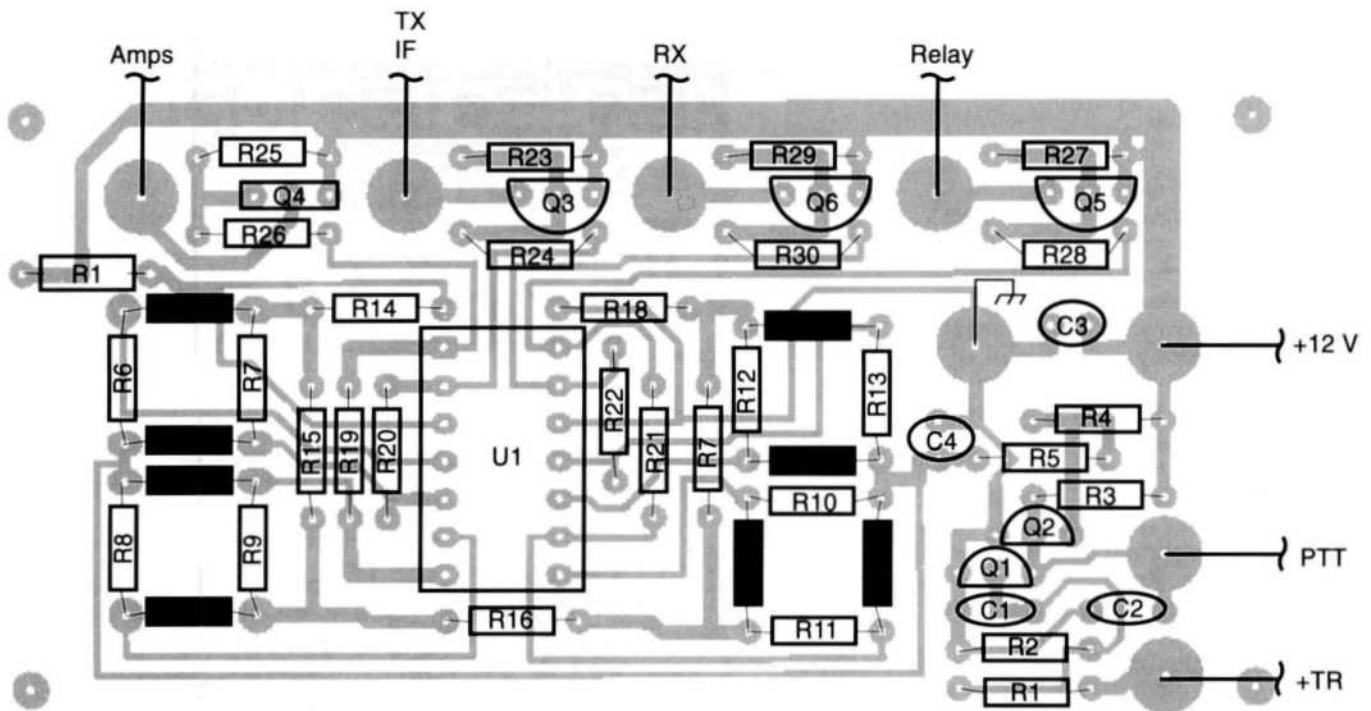 TX
IF
Amps
RX
Relay
R25
R23
R29
R27
Q4
Q3
Q6
Q5
R26
R24
R30
R28
R1
R14
R18
C3
+12 V
R6
R7
R12
R13
R22
R4
R15
R19
R20
U1
R21
R7
C4
R5
R10
R3
Q2
R8
R9
Q1
PTT
R16
R11
C1
C2
R2
R1
+TR